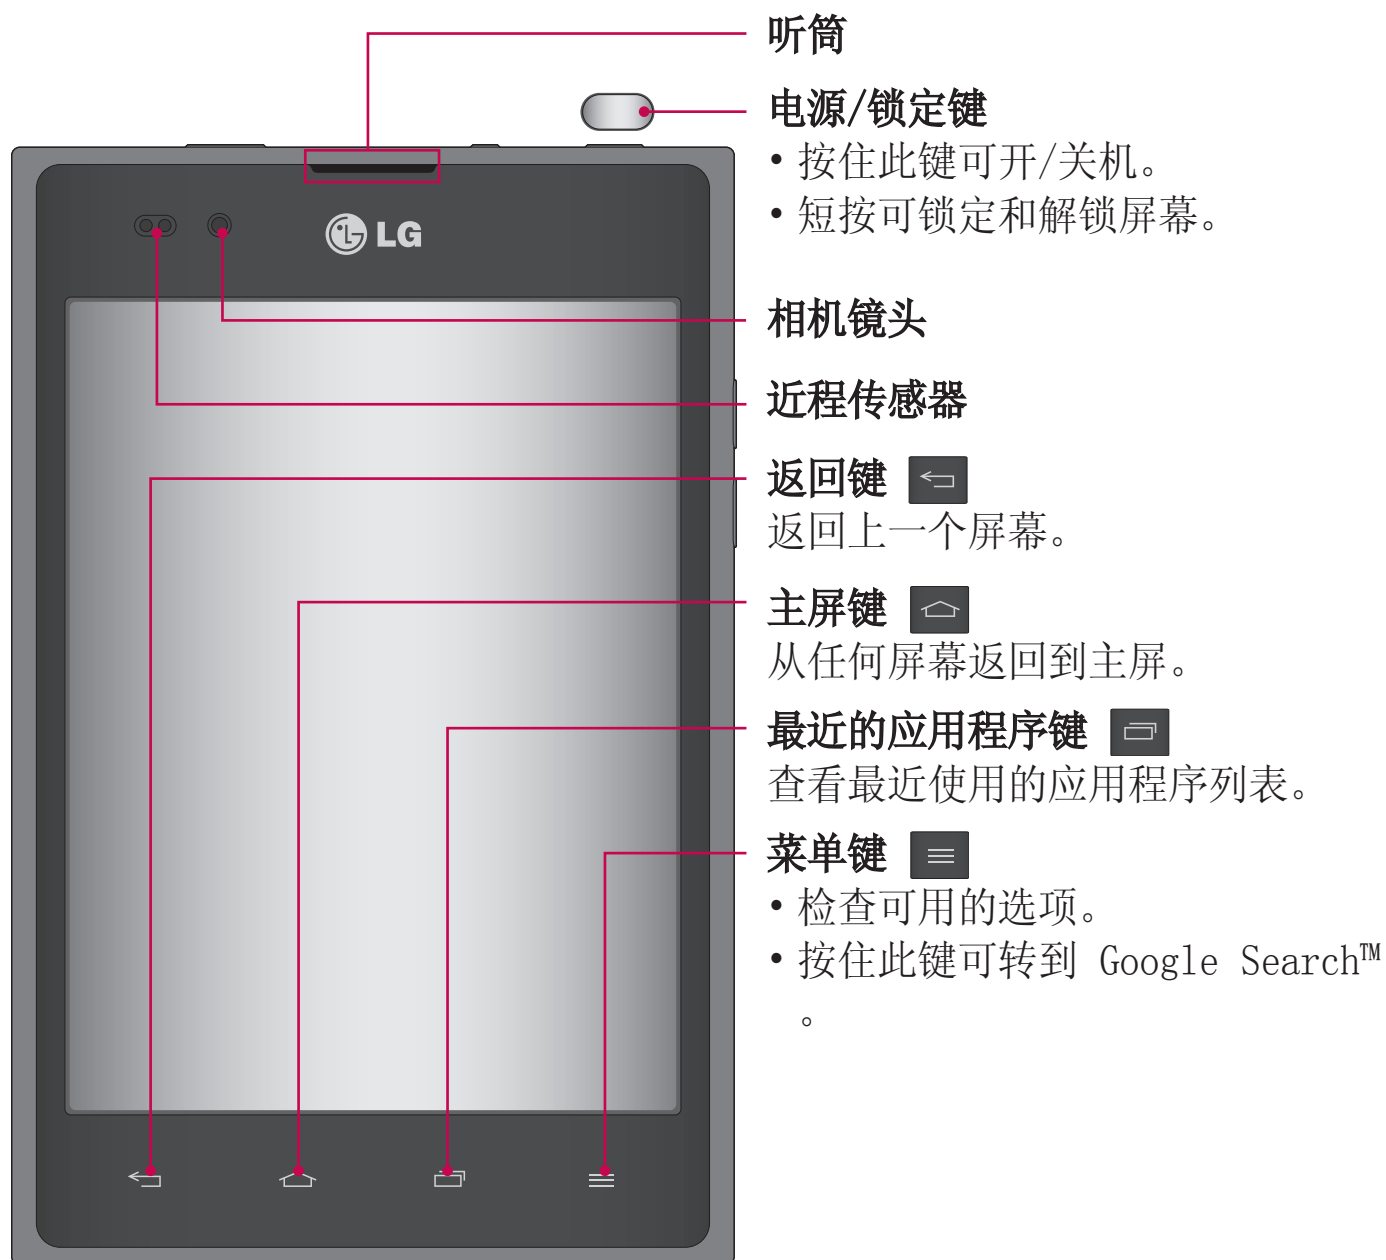 听筒
电源/锁定键
• 按住此键可开/关机。
• 短按可锁定和解锁屏幕。
LG
相机镜头
近程传感器
返回键
返回上一个屏幕。
主屏键
从任何屏幕返回到主屏。
最近的应用程序键
查看最近使用的应用程序列表。
菜单键
• 检查可用的选项。
• 按住此键可转到 Google Search™
。